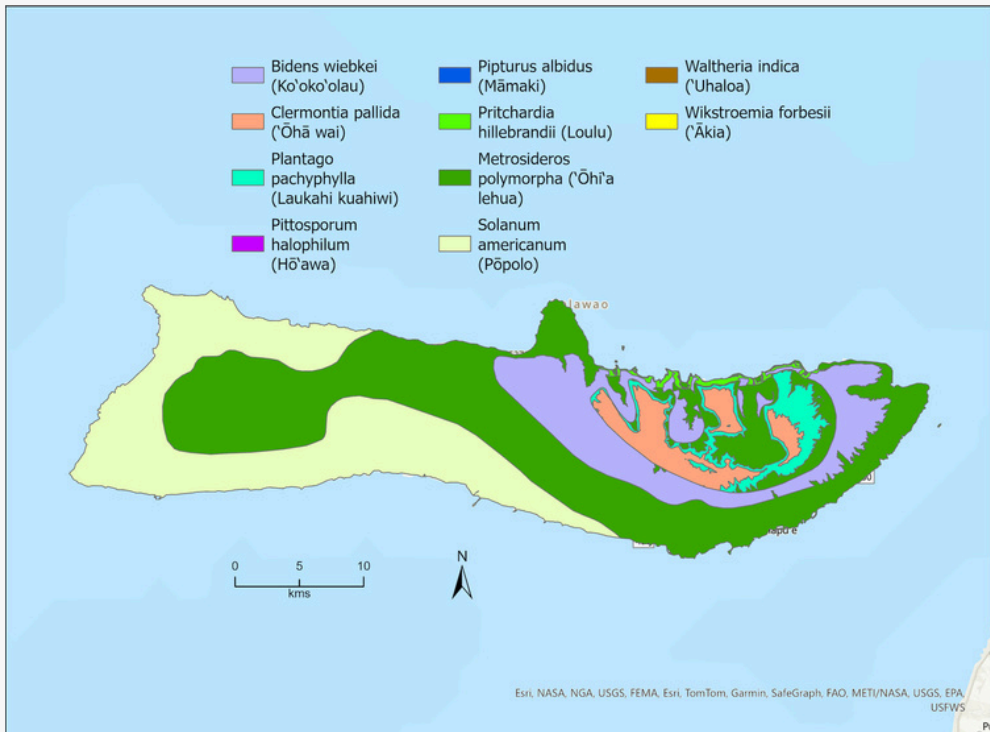 Bidens wiebkei
(Koʻokoʻolau)
Clermontia pallida
(ʻŌhā wai)
Plantago
pachyphylla
(Laukahi kuahiwi)
Pittosporum
halophilum
(Hōʻawa)
Pipturus albidus
(Māmaki)
Pritchardia
hillebrandii (Loulu)
Metrosideros
polymorpha (ʻŌhiʻa
lehua)
Solanum
americanum
(Pōpolo)
Waltheria indica
(ʻUhaloa)
Wikstroemia forbesii
(ʻĀkia)
lawao
N
0 5 10
kms
Esri, NASA, NGA, USGS, FEMA, Esri, TomTom, Garmin, SafeGraph, FAO, METI/NASA, USGS, EPA,
USFWS